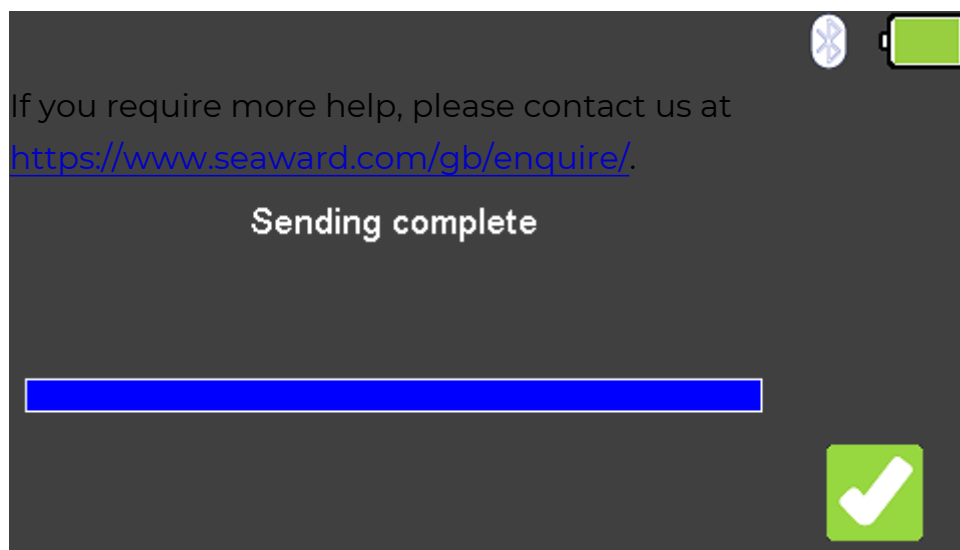 If you require more help, please contact us at
https://www.seaward.com/gb/enquire/.
Sending complete